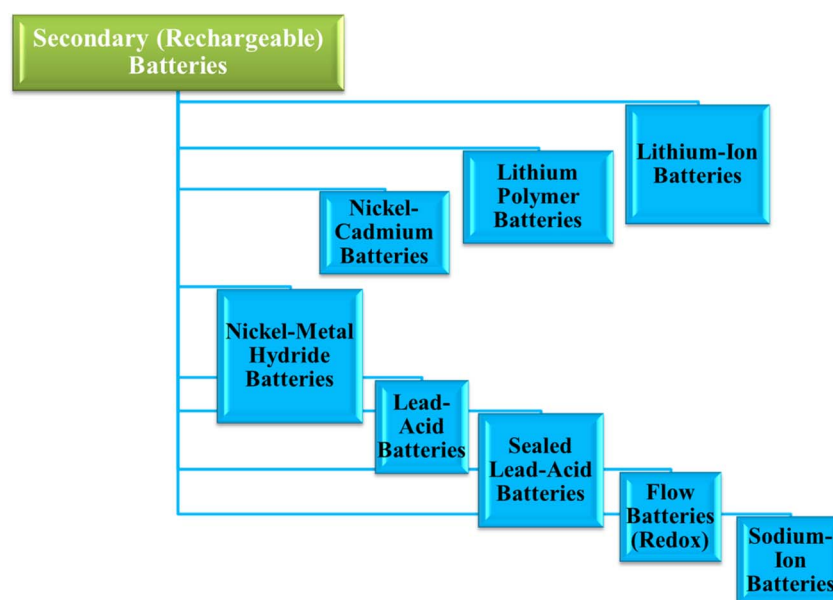 Secondary (Rechargeable)
Batteries
Lithium-Ion
Batteries
Lithium
Polymer
Batteries
Nickel-
Cadmium
Batteries
Nickel-Metal
Hydride
Batteries
Lead-
Acid
Batteries
Sealed
Lead-Acid
Batteries
Flow
Batteries
(Redox)
Sodium-
Ion
Batteries